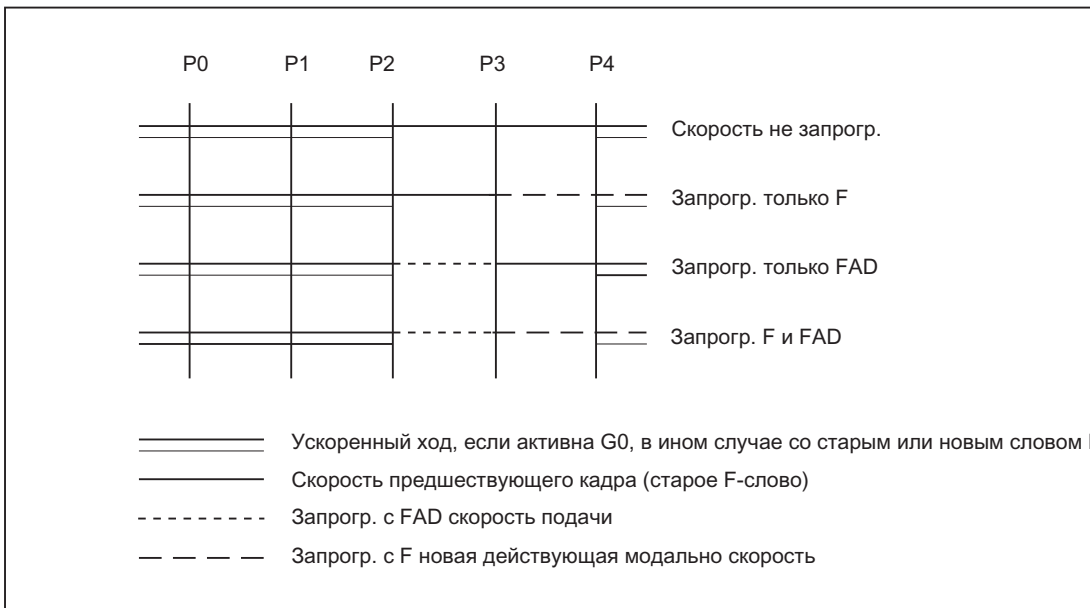 P0 P1 P2 P3 P4
Скорость не запрогр.
Запрогр. только F
Запрогр. только FAD
Запрогр. F и FAD
Ускоренный ход, если активна G0, в ином случае со старым или новым словом
Скорость предшествующего кадра (старое F-слово)
Запрогр. с FAD скорость подачи
Запрогр. с F новая действующая модально скорость